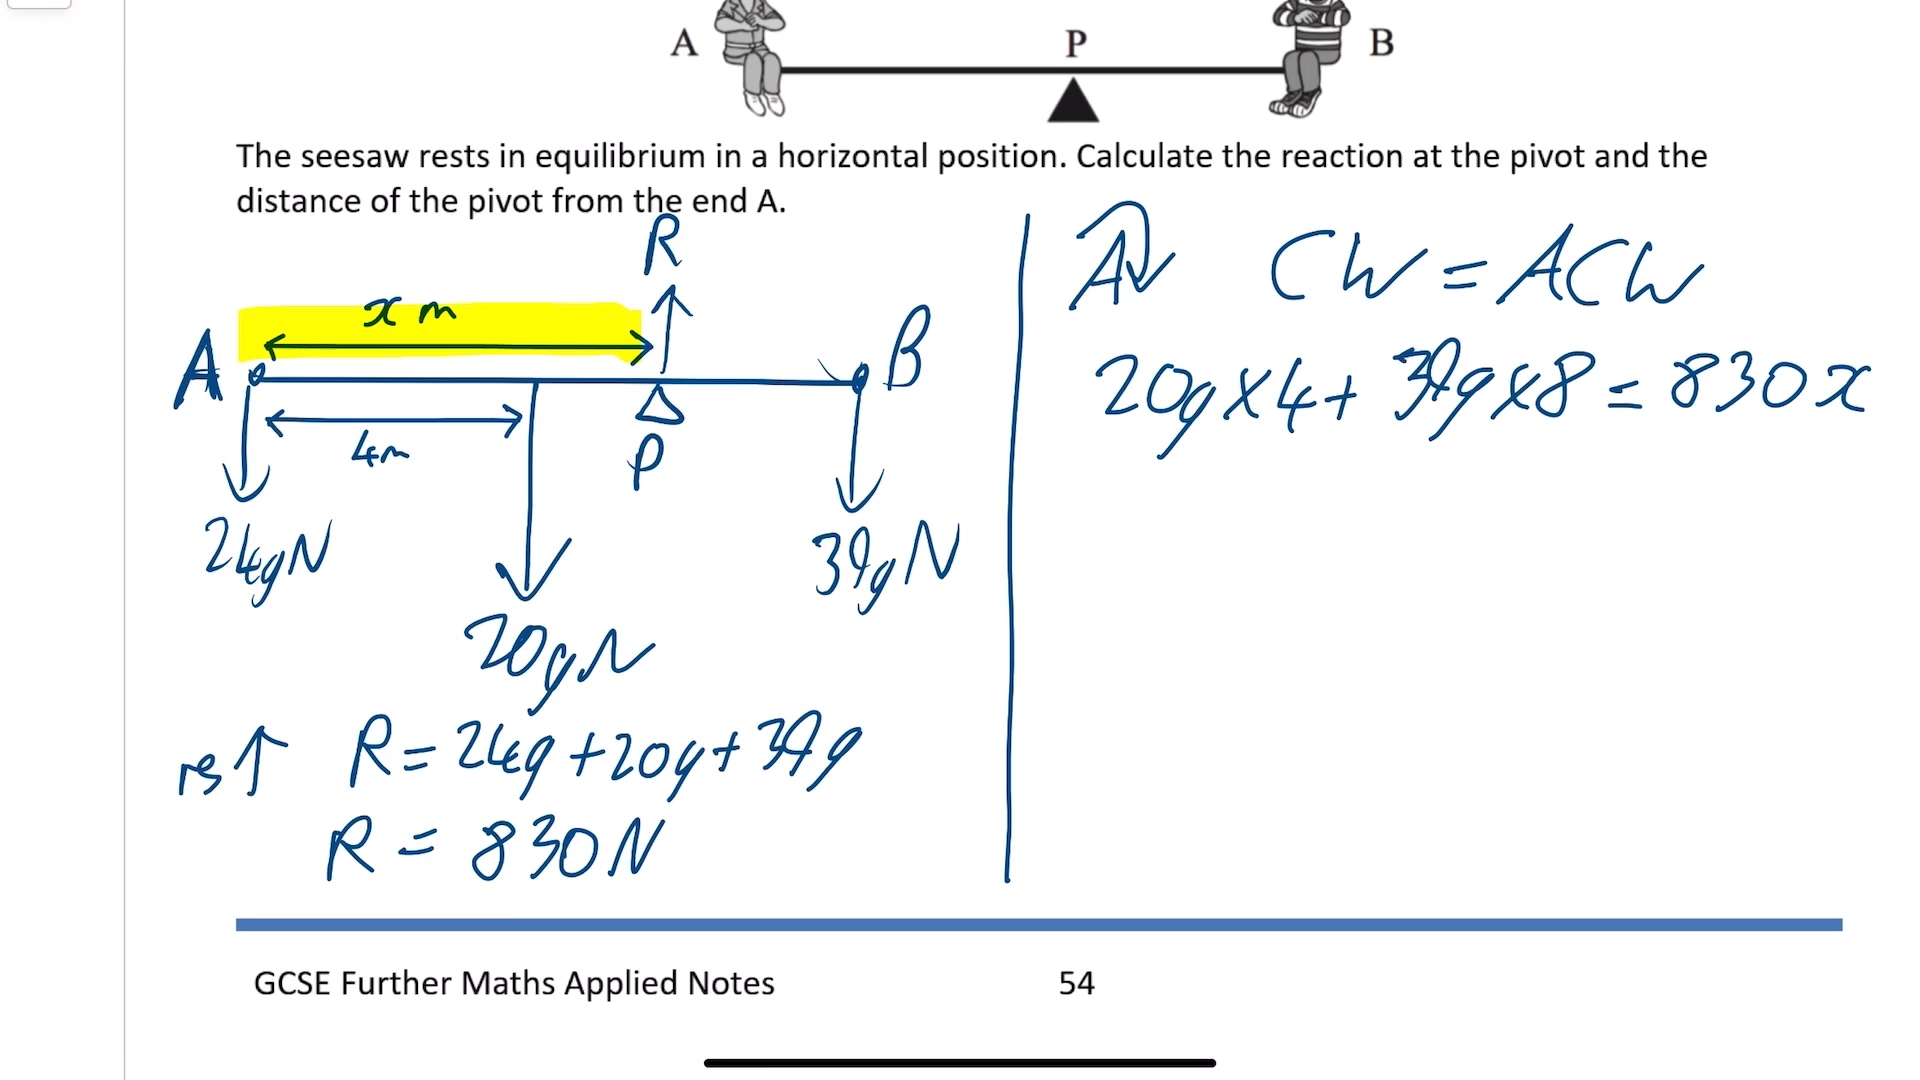 A P B
The seesaw rests in equilibrium in a horizontal position. Calculate the reaction at the pivot and the
distance of the pivot from the end A.
R
x m
A B
4m
P
24gN 39gN
20gN
res↑ R = 24g + 20g + 39g
R = 830N
A CW = ACW
20g × 4 + 39g × 8 = 830x
GCSE Further Maths Applied Notes 54